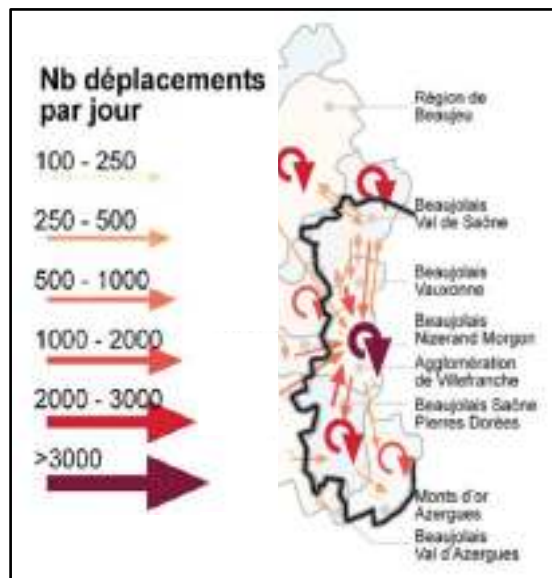 Nb déplacements
par jour
100 - 250
250 - 500
500 - 1000
1000 - 2000
2000 - 3000
>3000
Région de
Beaujeu
Beaujolais
Val de Saône
Beaujolais
Vauxonne
Beaujolais
Nizerand Morgon
Agglomération
de Villefranche
Beaujolais Saône
Pierres Dorées
Monts d'or
Azergues
Beaujolais
Val d'Azergues